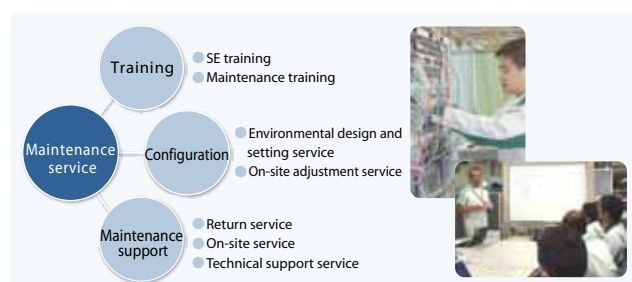 Training
SE training
Maintenance training
Maintenance
service
Configuration
Environmental design and
setting service
On-site adjustment service
Maintenance
support
Return service
On-site service
Technical support service